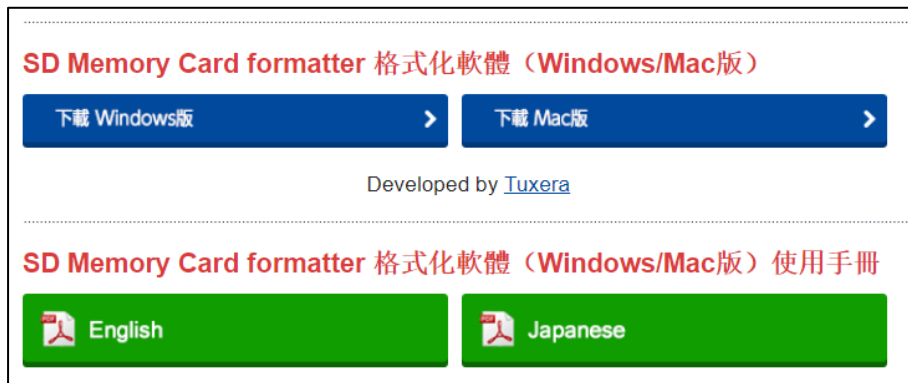 SD Memory Card formatter 格式化軟體（Windows/Mac版）
下載 Windows版
下載 Mac版
Developed by Tuxera
SD Memory Card formatter 格式化軟體（Windows/Mac版）使用手冊
PDF English
PDF Japanese